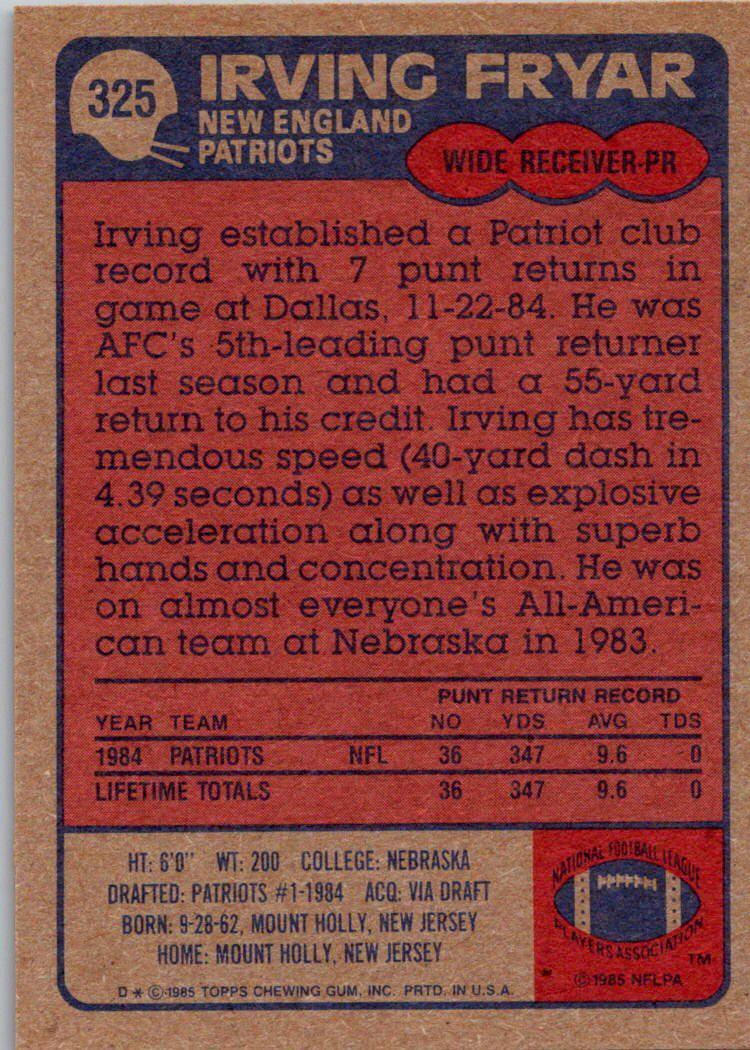 325
IRVING FRYAR
NEW ENGLAND
PATRIOTS
WIDE RECEIVER-PR
Irving established a Patriot club
record with 7 punt returns in
game at Dallas, 11-22-84. He was
AFC's 5th-leading punt returner
last season and had a 55-yard
return to his credit. Irving has tre-
mendous speed (40-yard dash in
4.39 seconds) as well as explosive
acceleration along with superb
hands and concentration. He was
on almost everyone's All-Ameri-
can team at Nebraska in 1983.
PUNT RETURN RECORD
YEAR TEAM NO YDS AVG TDS
1984 PATRIOTS NFL 36 347 9.6 0
LIFETIME TOTALS 36 347 9.6 0
HT: 6'0" WT: 200 COLLEGE: NEBRASKA
DRAFTED: PATRIOTS #1-1984 ACQ: VIA DRAFT
BORN: 9-28-62, MOUNT HOLLY, NEW JERSEY
HOME: MOUNT HOLLY, NEW JERSEY
D * © 1985 TOPPS CHEWING GUM, INC. PRTD. IN U.S.A.
NATIONAL FOOTBALL LEAGUE
PLAYERS ASSOCIATION
TM
© 1985 NFLPA